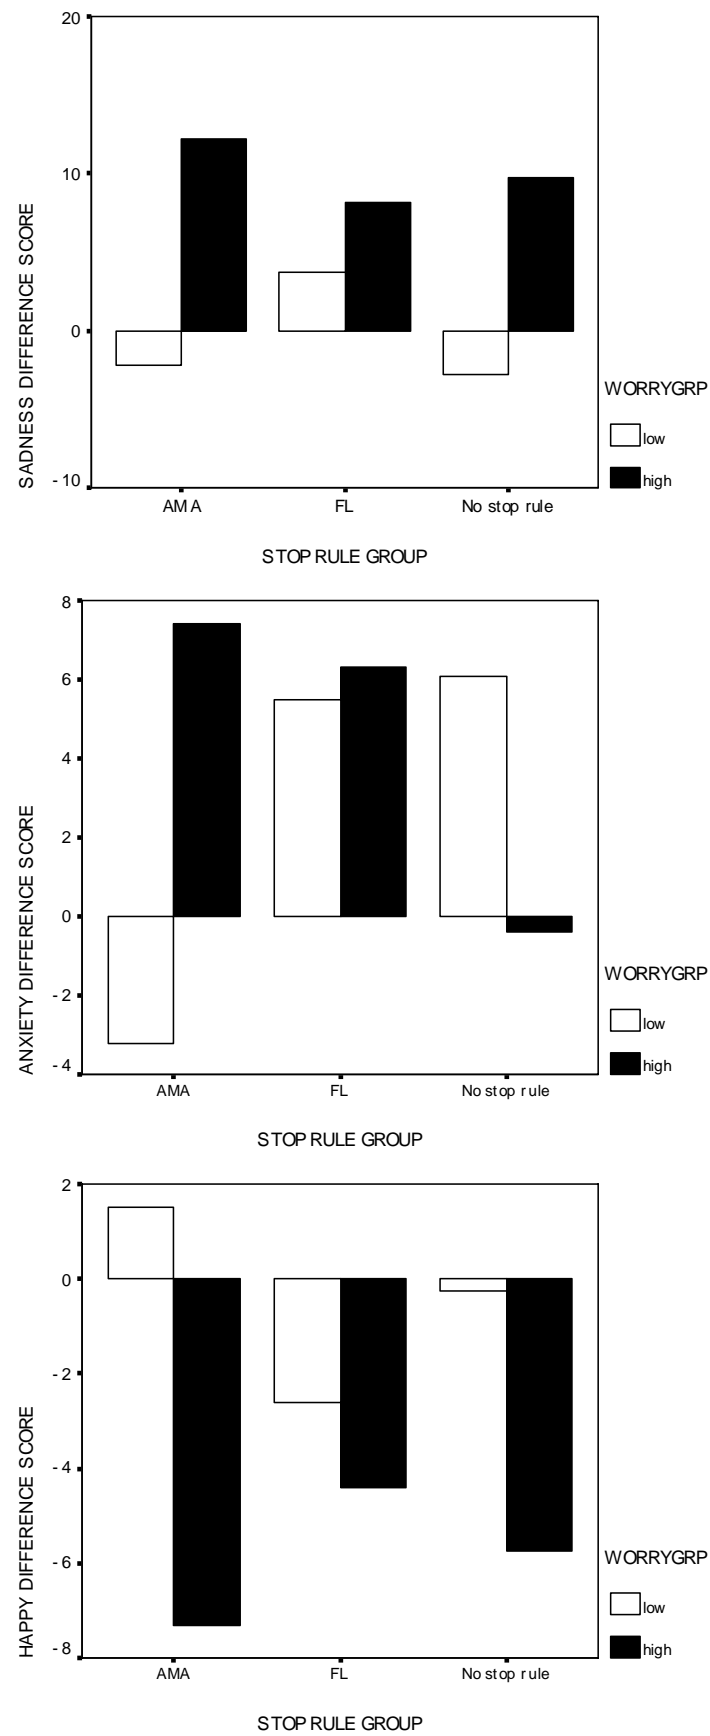 20
10
0
-10
SADNESS DIFFERENCE SCORE
AMA FL No stop rule
STOP RULE GROUP
WORRYGRP
low
high
8
6
4
2
0
-2
-4
ANXIETY DIFFERENCE SCORE
AMA FL No stop rule
STOP RULE GROUP
WORRYGRP
low
high
2
0
-2
-4
-6
-8
HAPPY DIFFERENCE SCORE
AMA FL No stop rule
STOP RULE GROUP
WORRYGRP
low
high